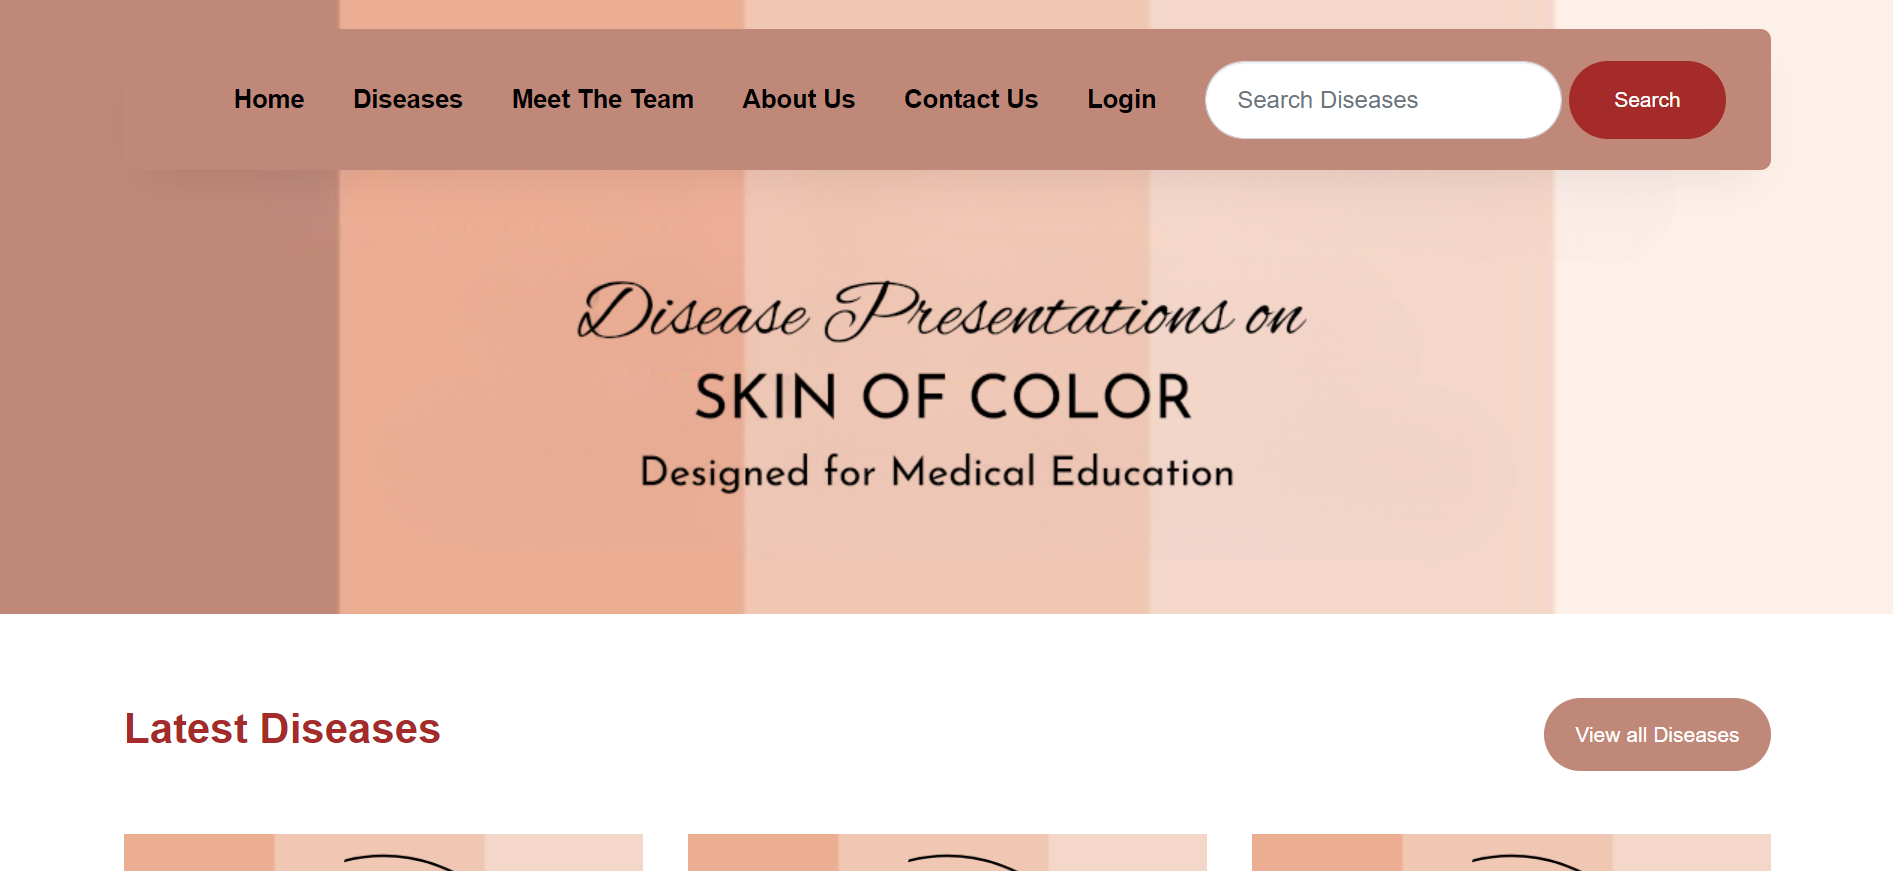 Home Diseases Meet The Team About Us Contact Us Login Search Diseases Search
Disease Presentations on
SKIN OF COLOR
Designed for Medical Education
Latest Diseases
View all Diseases